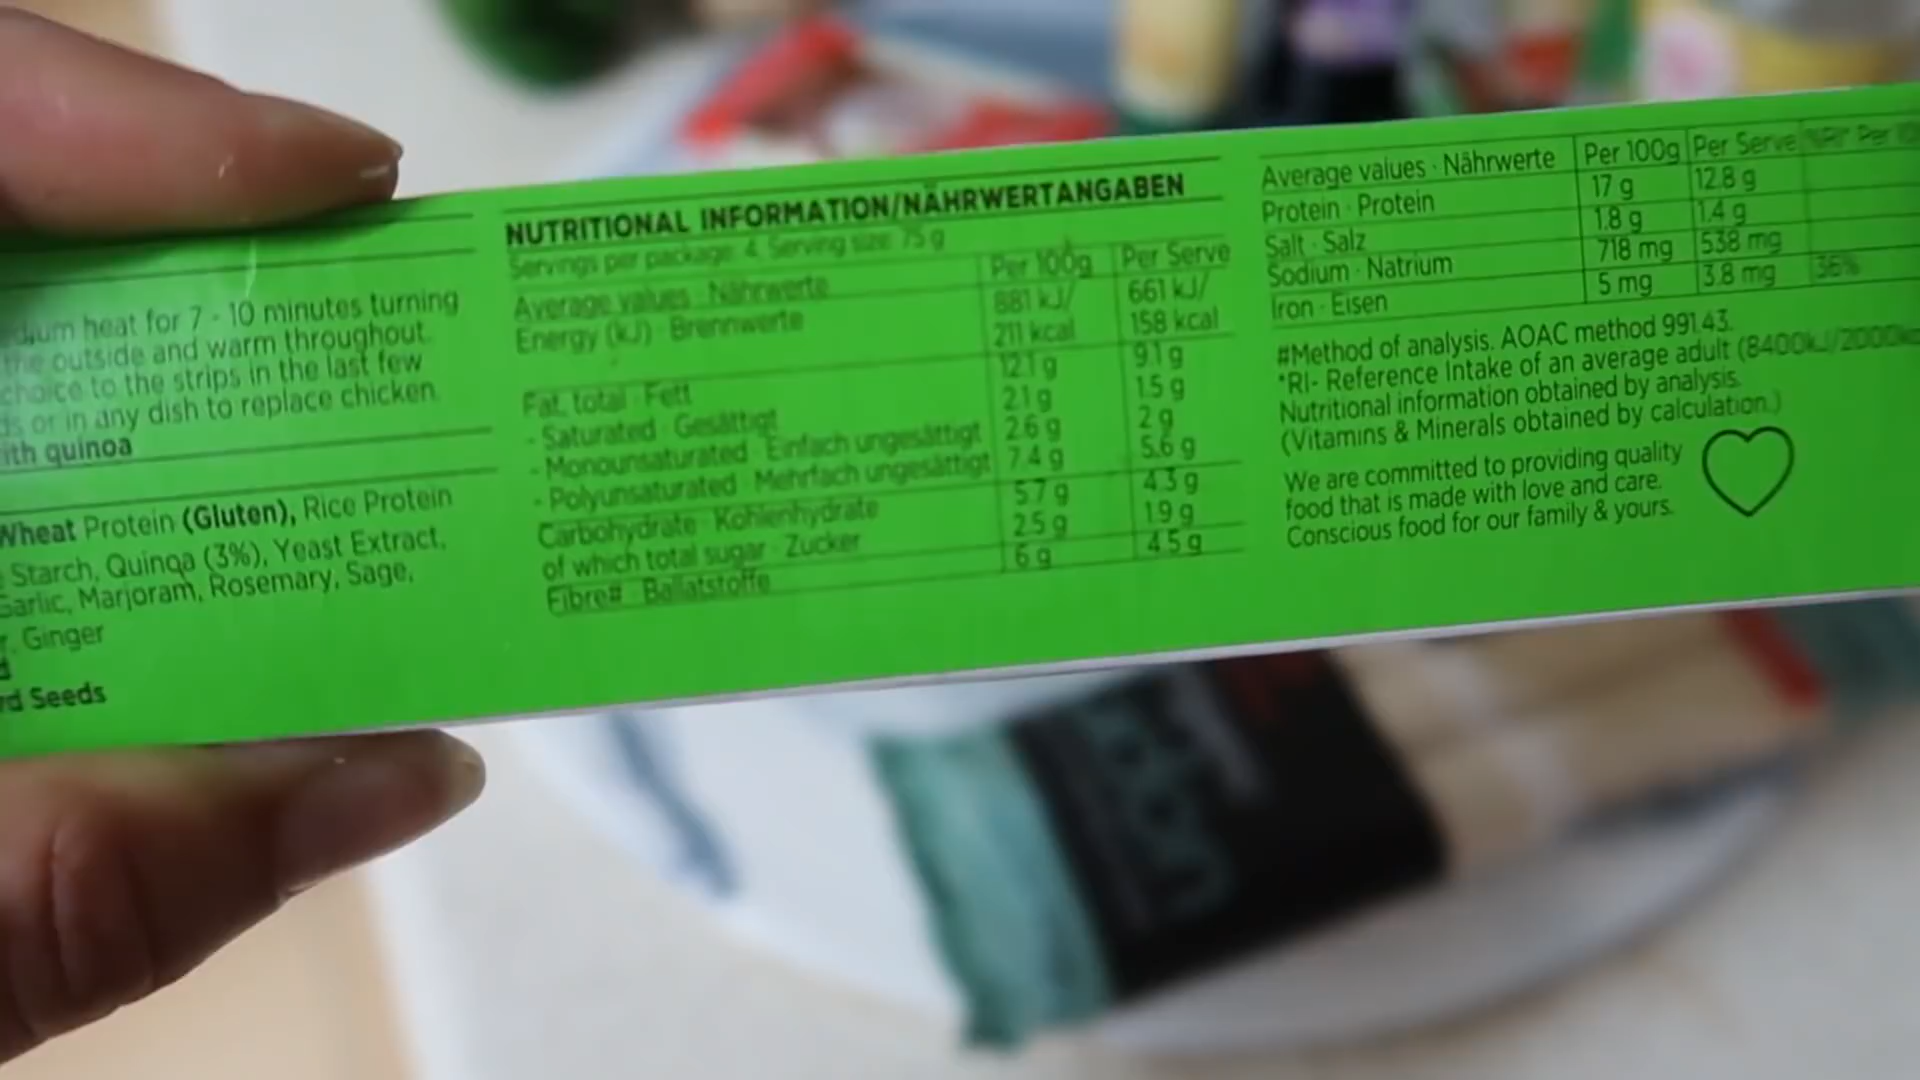 dium heat for 7 - 10 minutes turning
the outside and warm throughout.
choice to the strips in the last few
ds or in any dish to replace chicken.
ith quinoa
Wheat Protein (Gluten), Rice Protein
Starch, Quinoa (3%), Yeast Extract,
Garlic, Marjoram, Rosemary, Sage,
r, Ginger
d
rd Seeds
NUTRITIONAL INFORMATION/NÄHRWERTANGABEN
Servings per package: 4 Serving size: 75 g
Average values · Nährwerte Per 100g Per Serve
Energy (kJ) · Brennwerte 881 kJ/ 661 kJ/
211 kcal 158 kcal
Fat, total · Fett 12.1 g 9.1 g
- Saturated · Gesättigt 2.1 g 1.5 g
- Monounsaturated · Einfach ungesättigt 2.6 g 2 g
- Polyunsaturated · Mehrfach ungesättigt 7.4 g 5.6 g
Carbohydrate · Kohlenhydrate 5.7 g 4.3 g
of which total sugar · Zucker 2.5 g 1.9 g
Fibre# · Ballatstoffe 6 g 4.5 g
Average values · Nährwerte Per 100g Per Serve %RI* Per
Protein · Protein 17 g 12.8 g
Salt · Salz 1.8 g 1.4 g
Sodium · Natrium 718 mg 538 mg
Iron · Eisen 5 mg 3.8 mg 36%
#Method of analysis. AOAC method 991.43.
*RI- Reference Intake of an average adult (8400kJ/2000kc
Nutritional information obtained by analysis.
(Vitamins & Minerals obtained by calculation.)
We are committed to providing quality
food that is made with love and care.
Conscious food for our family & yours.